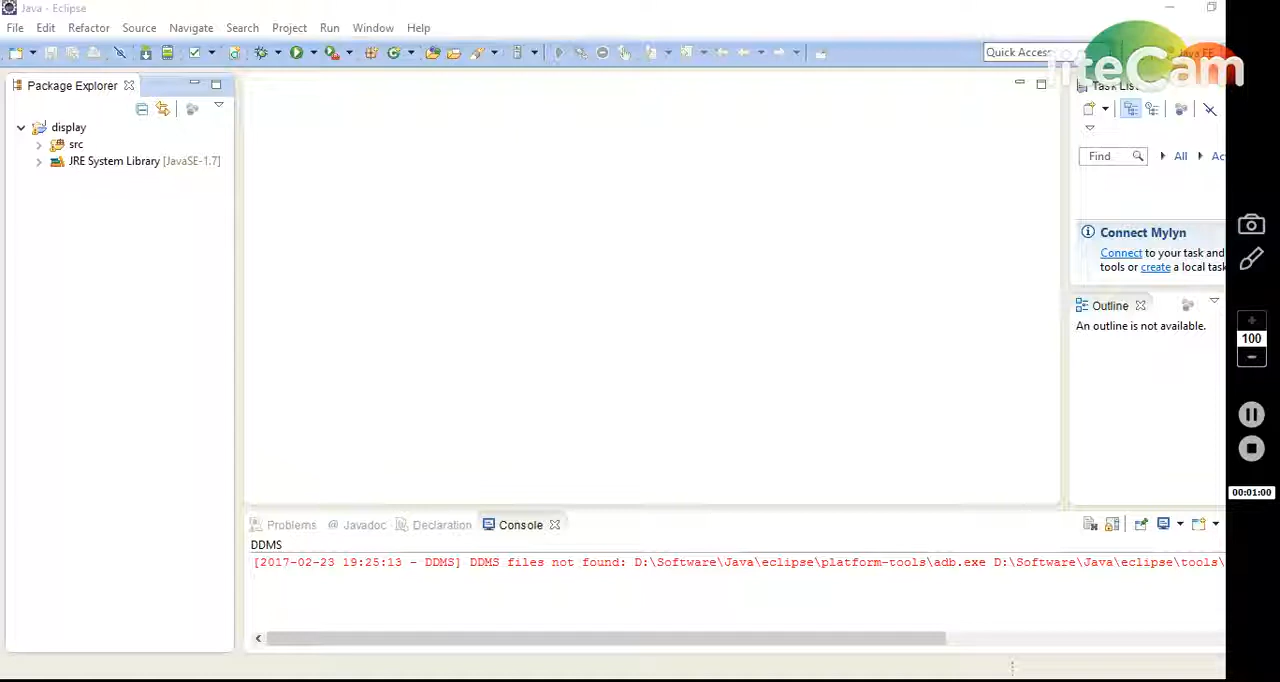 Java - Eclipse
File Edit Refactor Source Navigate Search Project Run Window Help
Quick Access
liteCam
Package Explorer
Task List
display
src
JRE System Library [JavaSE-1.7]
Find All
Connect Mylyn
Connect to your task and
tools or create a local task
Outline
An outline is not available.
100
00:01:00
Problems @ Javadoc Declaration Console
DDMS
[2017-02-23 19:25:13 - DDMS] DDMS files not found: D:\Software\Java\eclipse\platform-tools\adb.exe D:\Software\Java\eclipse\tools\